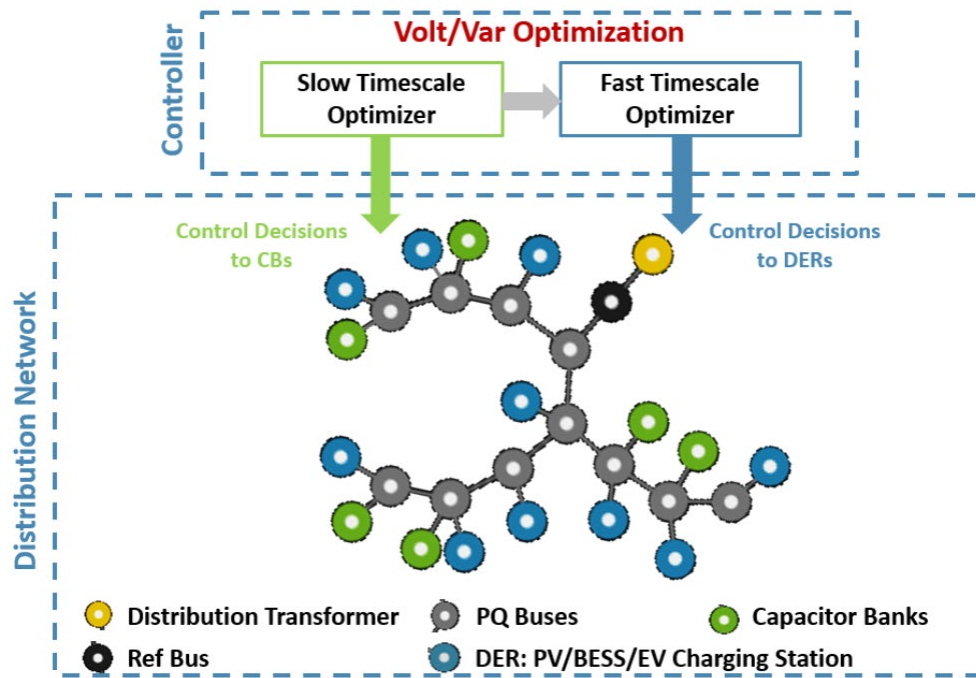 Volt/Var Optimization
Controller
Slow Timescale
Optimizer
Fast Timescale
Optimizer
Control Decisions
to CBs
Control Decisions
to DERs
Distribution Network
Distribution Transformer
PQ Buses
Capacitor Banks
Ref Bus
DER: PV/BESS/EV Charging Station